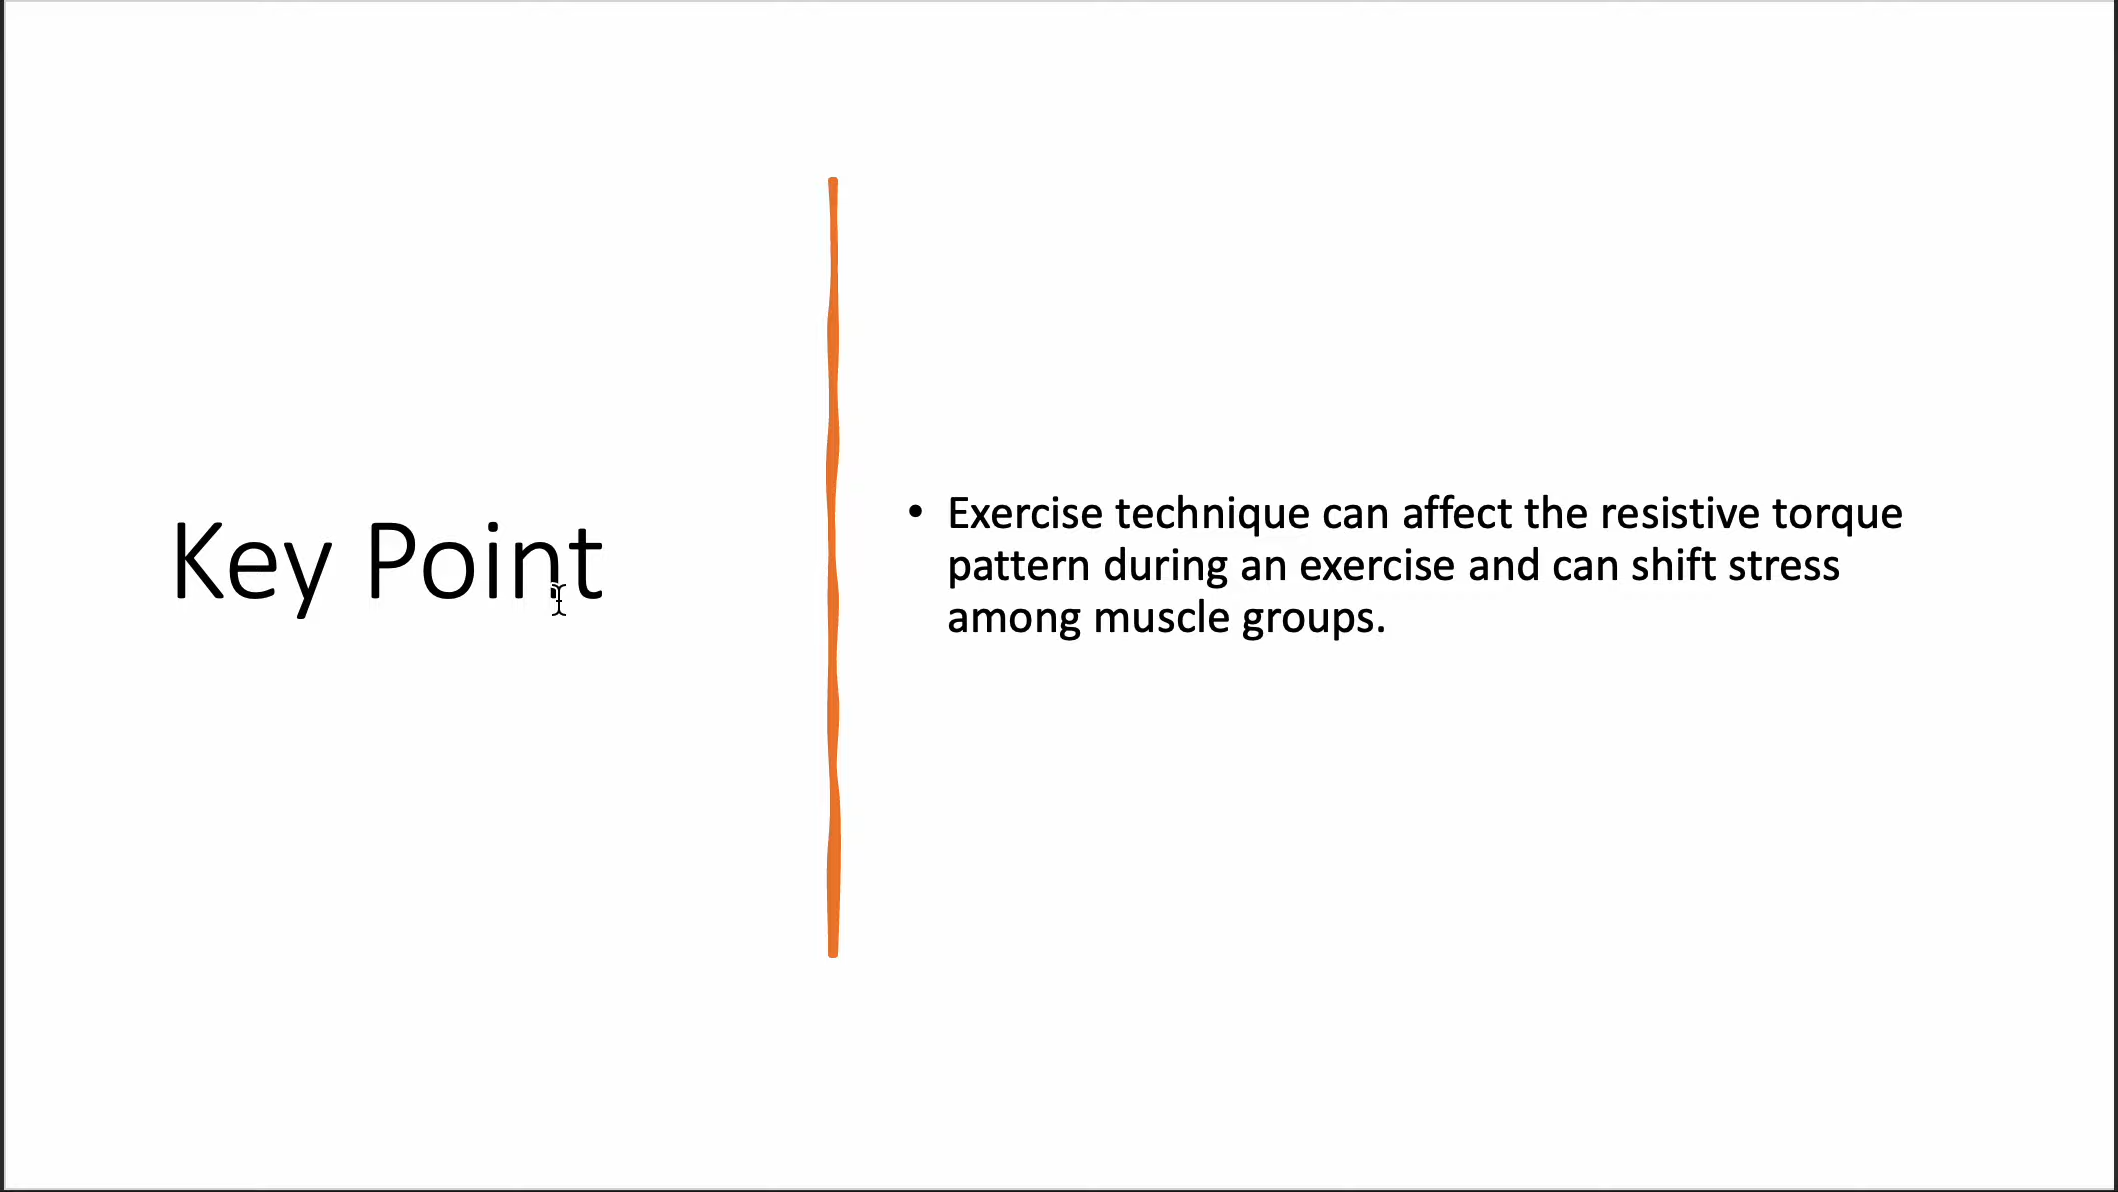 Key Point
• Exercise technique can affect the resistive torque
pattern during an exercise and can shift stress
among muscle groups.